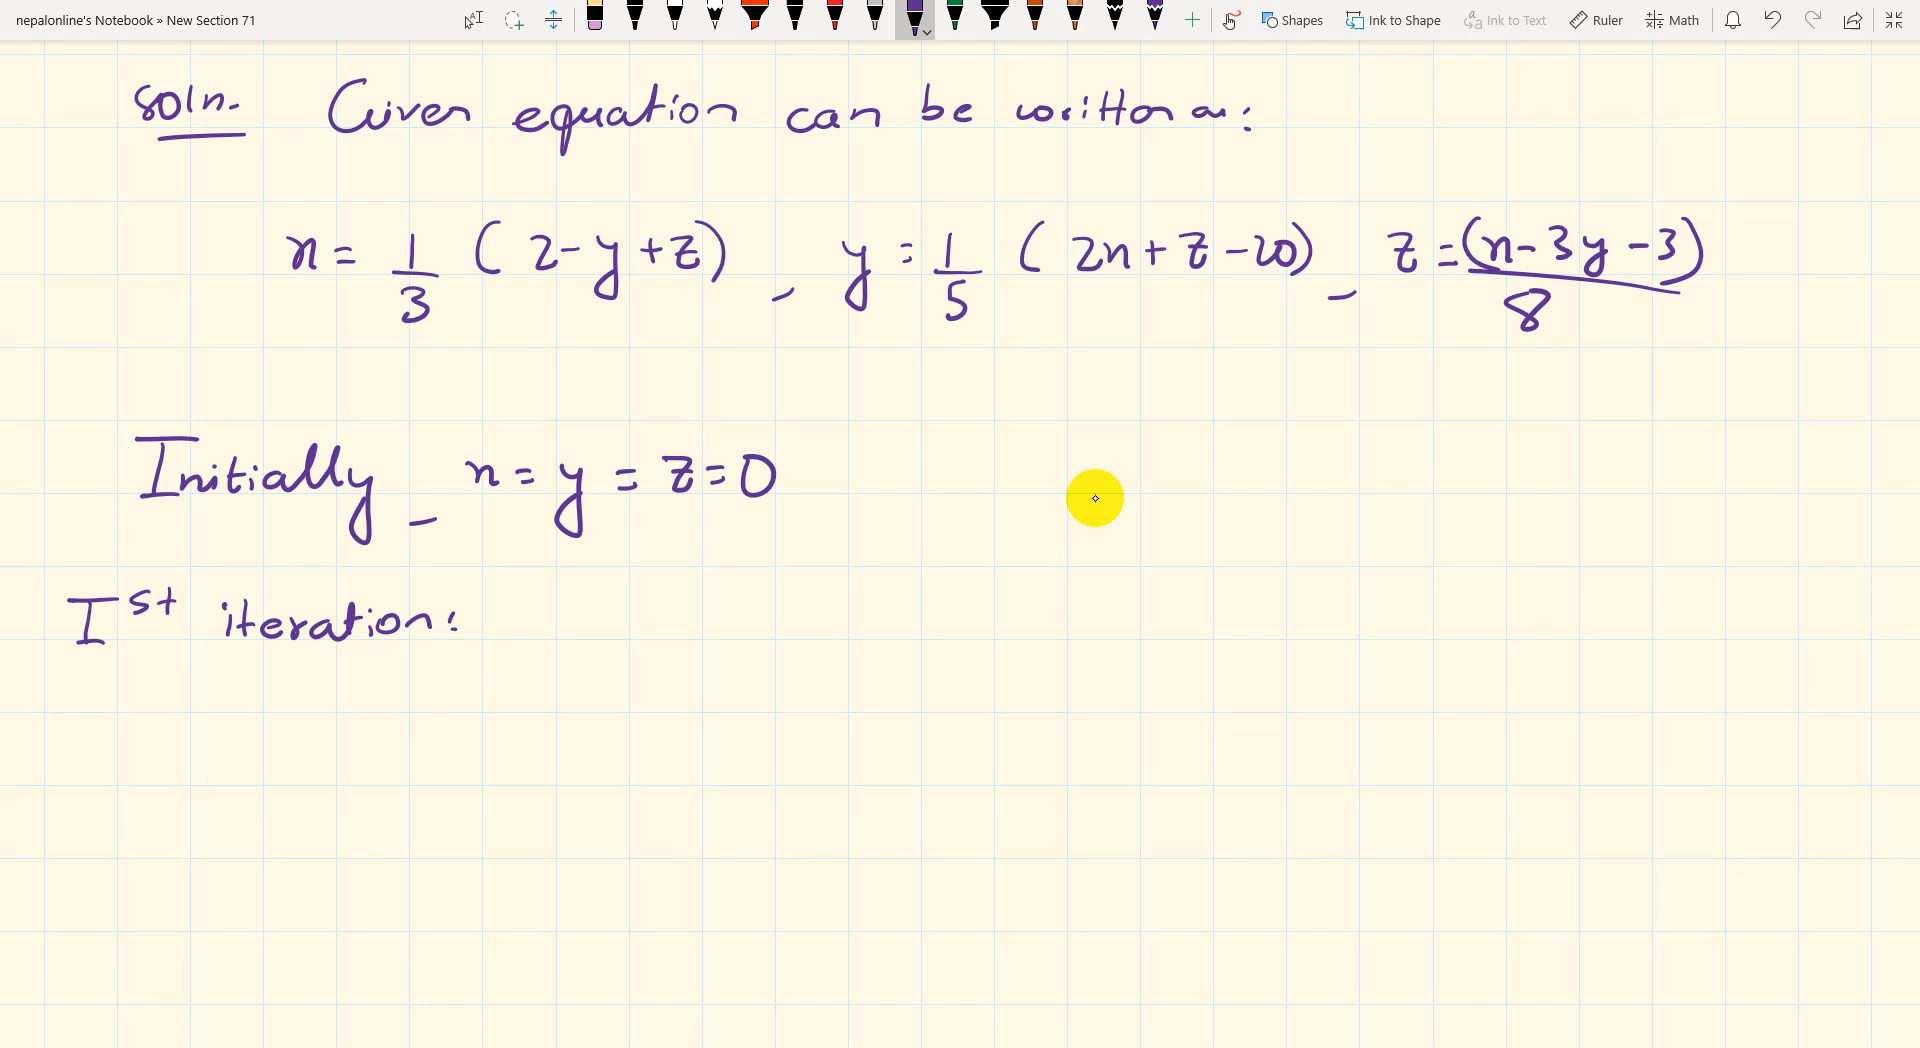 nepalonline's Notebook » New Section 71 Shapes Ink to Shape Ink to Text Ruler Math
Soln. Given equation can be written as:
x = 1/3 ( 2 - y + z ) , y = 1/5 ( 2x + z - 20 ) , z = (x - 3y - 3)/8
Initially, x = y = z = 0
Ist iteration: